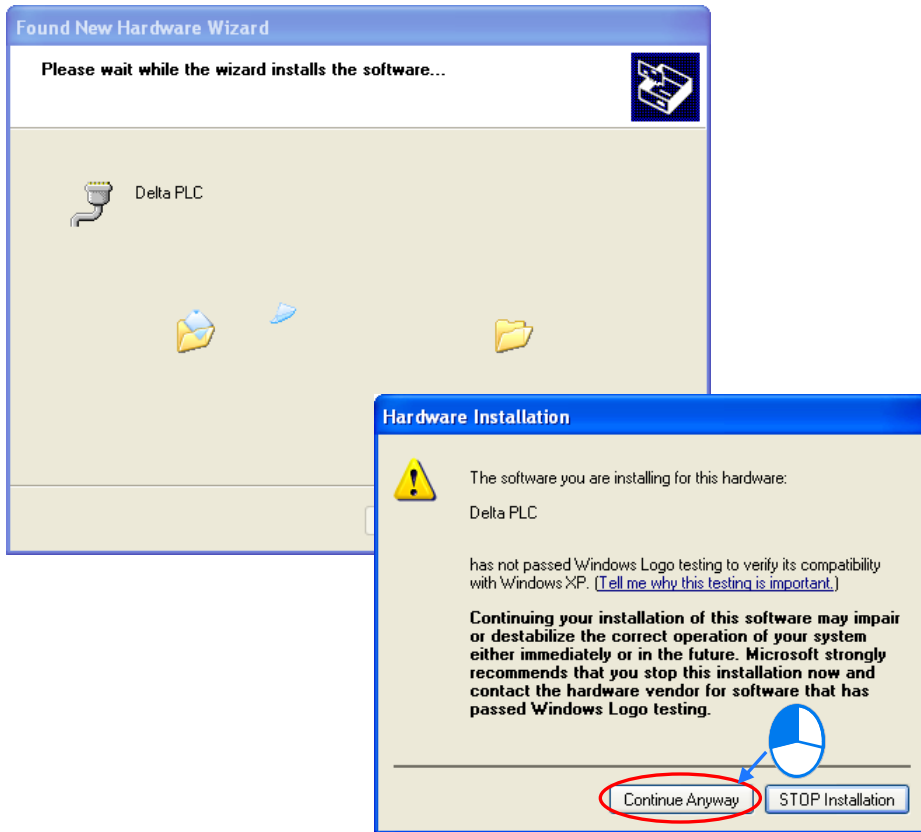 Found New Hardware Wizard
Please wait while the wizard installs the software...
Delta PLC
Hardware Installation
The software you are installing for this hardware:
Delta PLC
has not passed Windows Logo testing to verify its compatibility
with Windows XP. (Tell me why this testing is important.)
Continuing your installation of this software may impair
or destabilize the correct operation of your system
either immediately or in the future. Microsoft strongly
recommends that you stop this installation now and
contact the hardware vendor for software that has
passed Windows Logo testing.
Continue Anyway STOP Installation